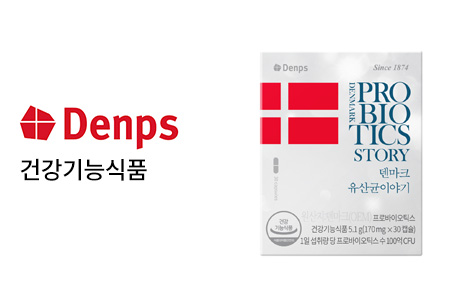 Denps
건강기능식품
Denps
Since 1874
DENMARK
PRO
BIO
TICS
STORY
덴마크
유산균이야기
건강
기능식품
프로바이오틱스
건강기능식품 5.1 g(170 mg × 30 캡슐)
1일 섭취량 당 프로바이오틱스 수 100억 CFU